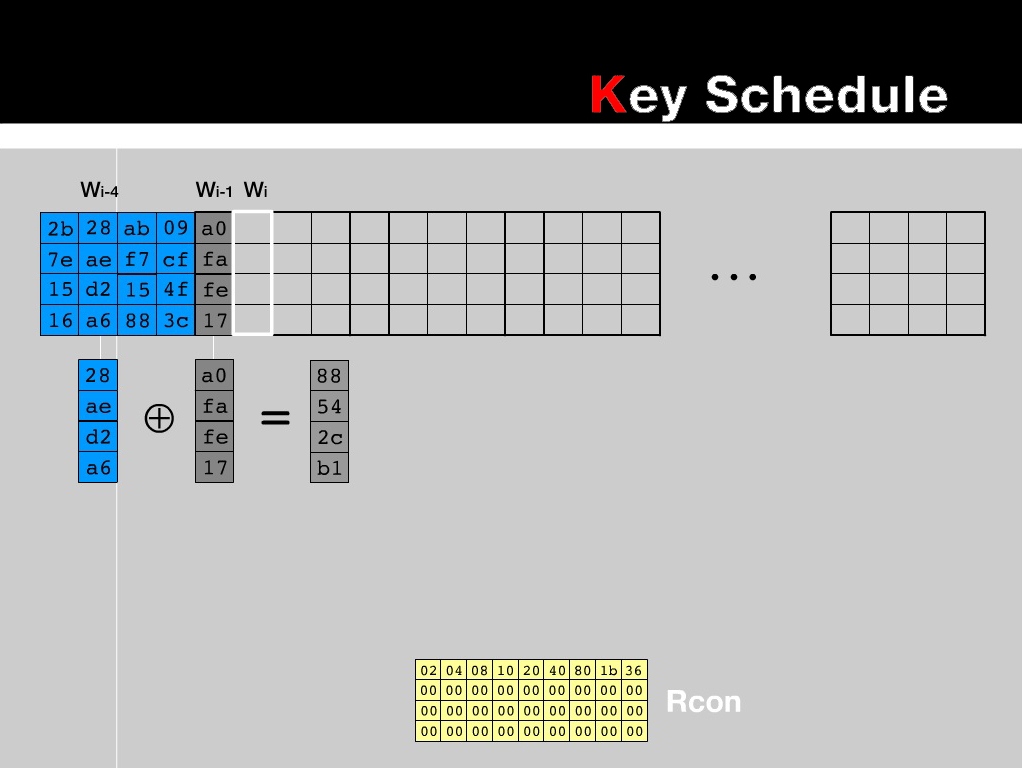 Key Schedule
Wi-4 Wi-1 Wi
2b 28 ab 09 a0
7e ae f7 cf fa
15 d2 15 4f fe
16 a6 88 3c 17
...
28 a0 88
ae fa 54
⊕ =
d2 fe 2c
a6 17 b1
02 04 08 10 20 40 80 1b 36
00 00 00 00 00 00 00 00 00
Rcon
00 00 00 00 00 00 00 00 00
00 00 00 00 00 00 00 00 00